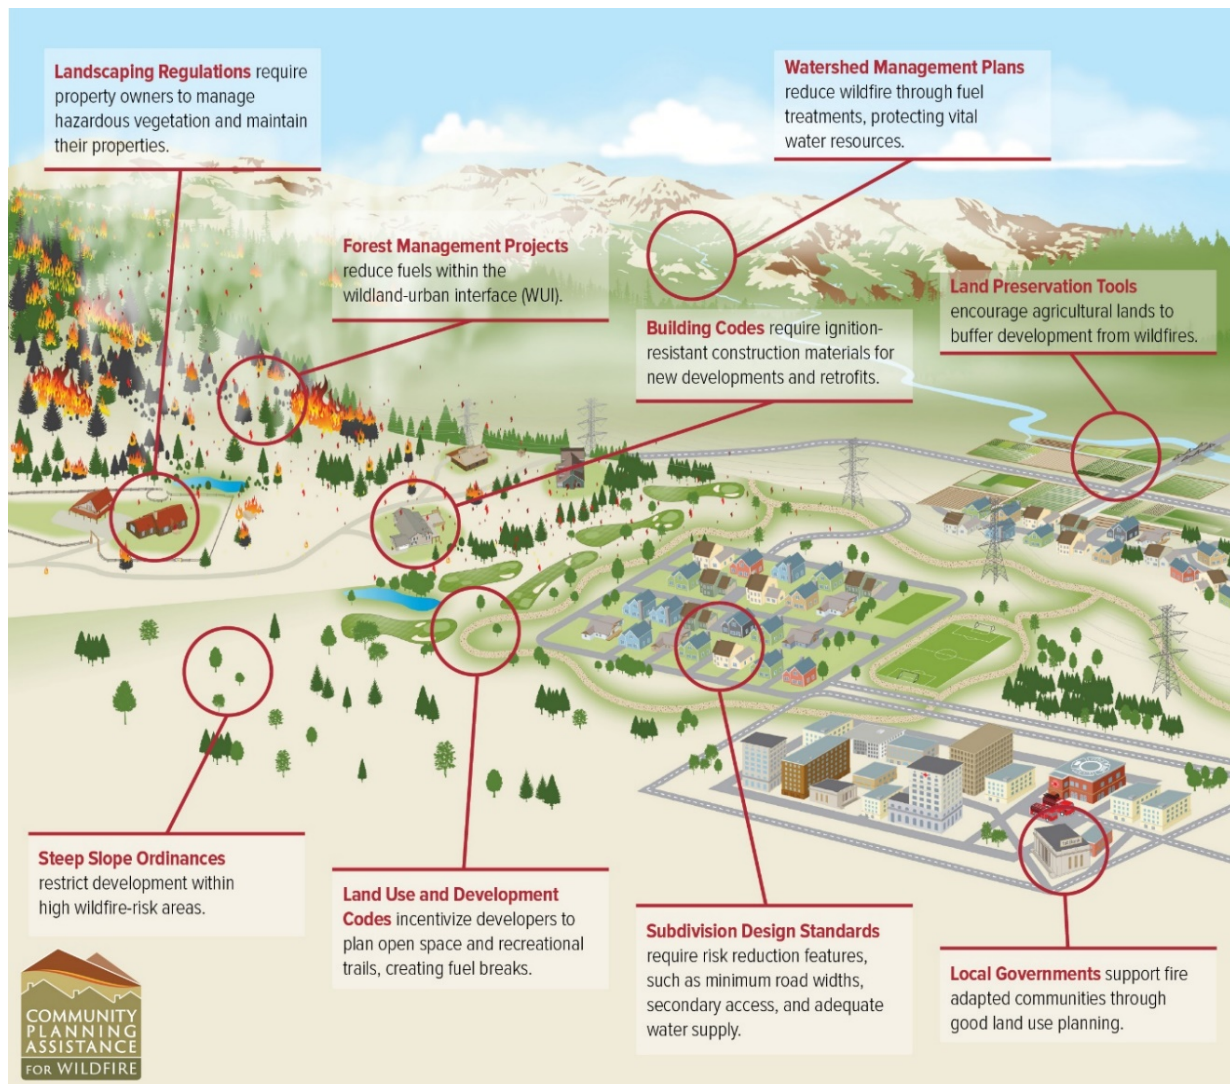 Landscaping Regulations require
property owners to manage
hazardous vegetation and maintain
their properties.
Watershed Management Plans
reduce wildfire through fuel
treatments, protecting vital
water resources.
Forest Management Projects
reduce fuels within the
wildland-urban interface (WUI).
Land Preservation Tools
encourage agricultural lands to
buffer development from wildfires.
Building Codes require ignition-
resistant construction materials for
new developments and retrofits.
Steep Slope Ordinances
restrict development within
high wildfire-risk areas.
Land Use and Development
Codes incentivize developers to
plan open space and recreational
trails, creating fuel breaks.
Subdivision Design Standards
require risk reduction features,
such as minimum road widths,
secondary access, and adequate
water supply.
Local Governments support fire
adapted communities through
good land use planning.
COMMUNITY
PLANNING
ASSISTANCE
FOR WILDFIRE